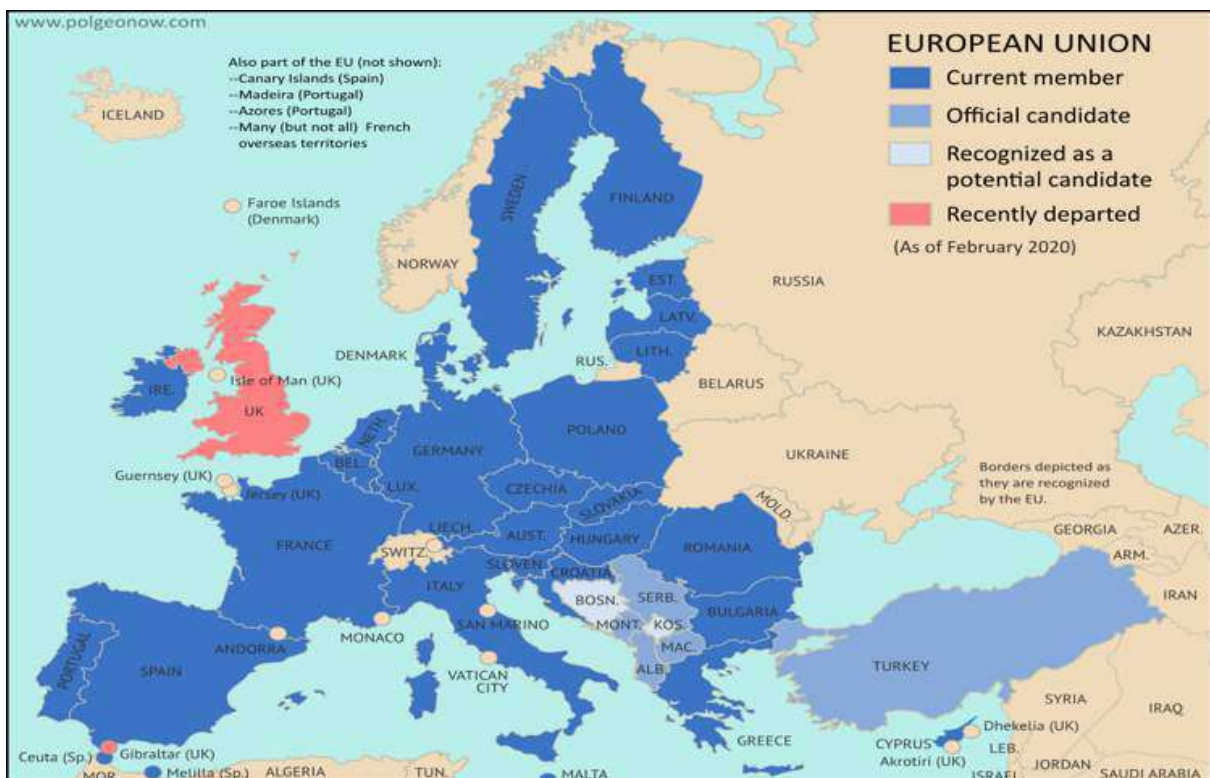 www.polgeonow.com
Also part of the EU (not shown):
--Canary Islands (Spain)
--Madeira (Portugal)
--Azores (Portugal)
--Many (but not all) French
overseas territories
EUROPEAN UNION
Current member
Official candidate
Recognized as a
potential candidate
Recently departed
(As of February 2020)
ICELAND
Faroe Islands
(Denmark)
SWEDEN
FINLAND
NORWAY
RUSSIA
EST.
LATV.
LITH.
KAZAKHSTAN
DENMARK
RUS.
BELARUS
IRE.
Isle of Man (UK)
UK
NETH.
POLAND
BEL.
GERMANY
UKRAINE
Guernsey (UK)
Jersey (UK)
LUX.
CZECHIA
SLOVAKIA
MOLD.
Borders depicted as
they are recognized
by the EU.
LIECH.
AUST.
HUNGARY
GEORGIA
AZER.
FRANCE
SWITZ.
ROMANIA
ARM.
SLOVEN.
CROATIA
ITALY
BOSN.
SERB.
IRAN
SAN MARINO
MONT.
KOS.
BULGARIA
MONACO
ANDORRA
MAC.
PORTUGAL
SPAIN
VATICAN
CITY
ALB.
TURKEY
SYRIA
IRAQ
GREECE
Dhekelia (UK)
CYPRUS
Akrotiri (UK)
LEB.
Ceuta (Sp.)
Gibraltar (UK)
JORDAN
MOR.
Melilla (Sp.)
ALGERIA
TUN.
MALTA
ISRAEL
SAUDI ARABIA